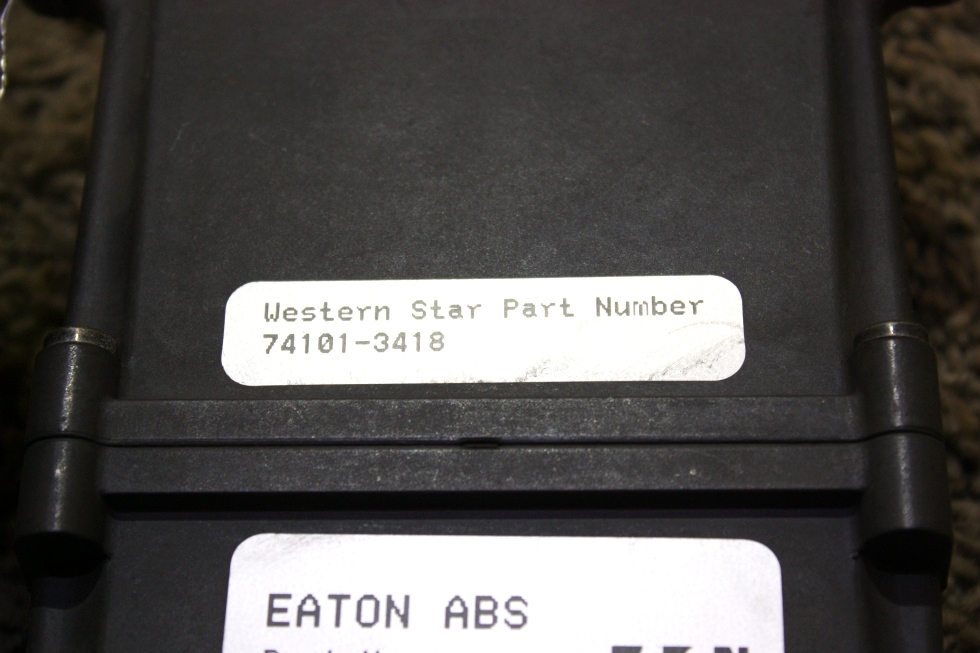 Western Star Part Number
74101-3418
EATON ABS